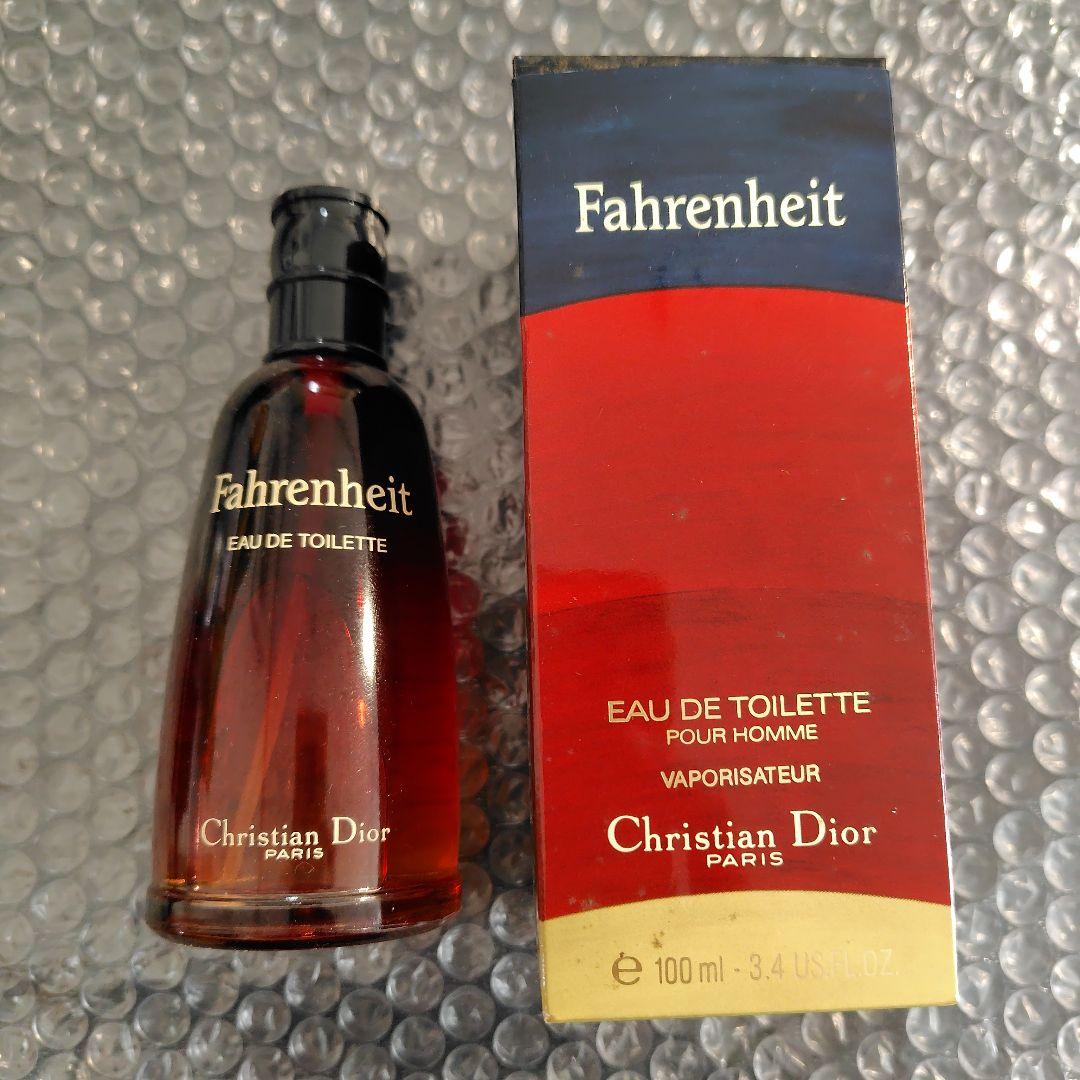 Fahrenheit
EAU DE TOILETTE
Christian Dior
PARIS
Fahrenheit
EAU DE TOILETTE
POUR HOMME
VAPORISATEUR
Christian Dior
PARIS
℮ 100 ml - 3.4 US.FL.OZ.